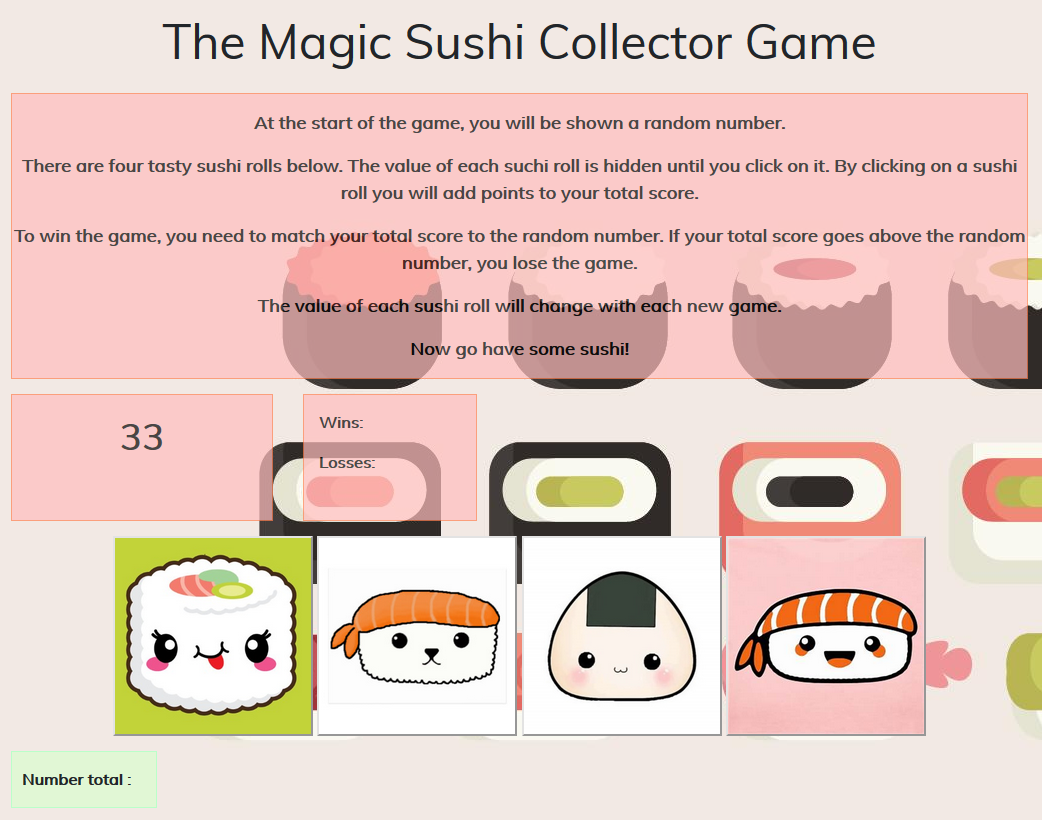 The Magic Sushi Collector Game
At the start of the game, you will be shown a random number.
There are four tasty sushi rolls below. The value of each suchi roll is hidden until you click on it. By clicking on a sushi
roll you will add points to your total score.
To win the game, you need to match your total score to the random number. If your total score goes above the random
number, you lose the game.
The value of each sushi roll will change with each new game.
Now go have some sushi!
33
Wins:
Losses:
Number total :